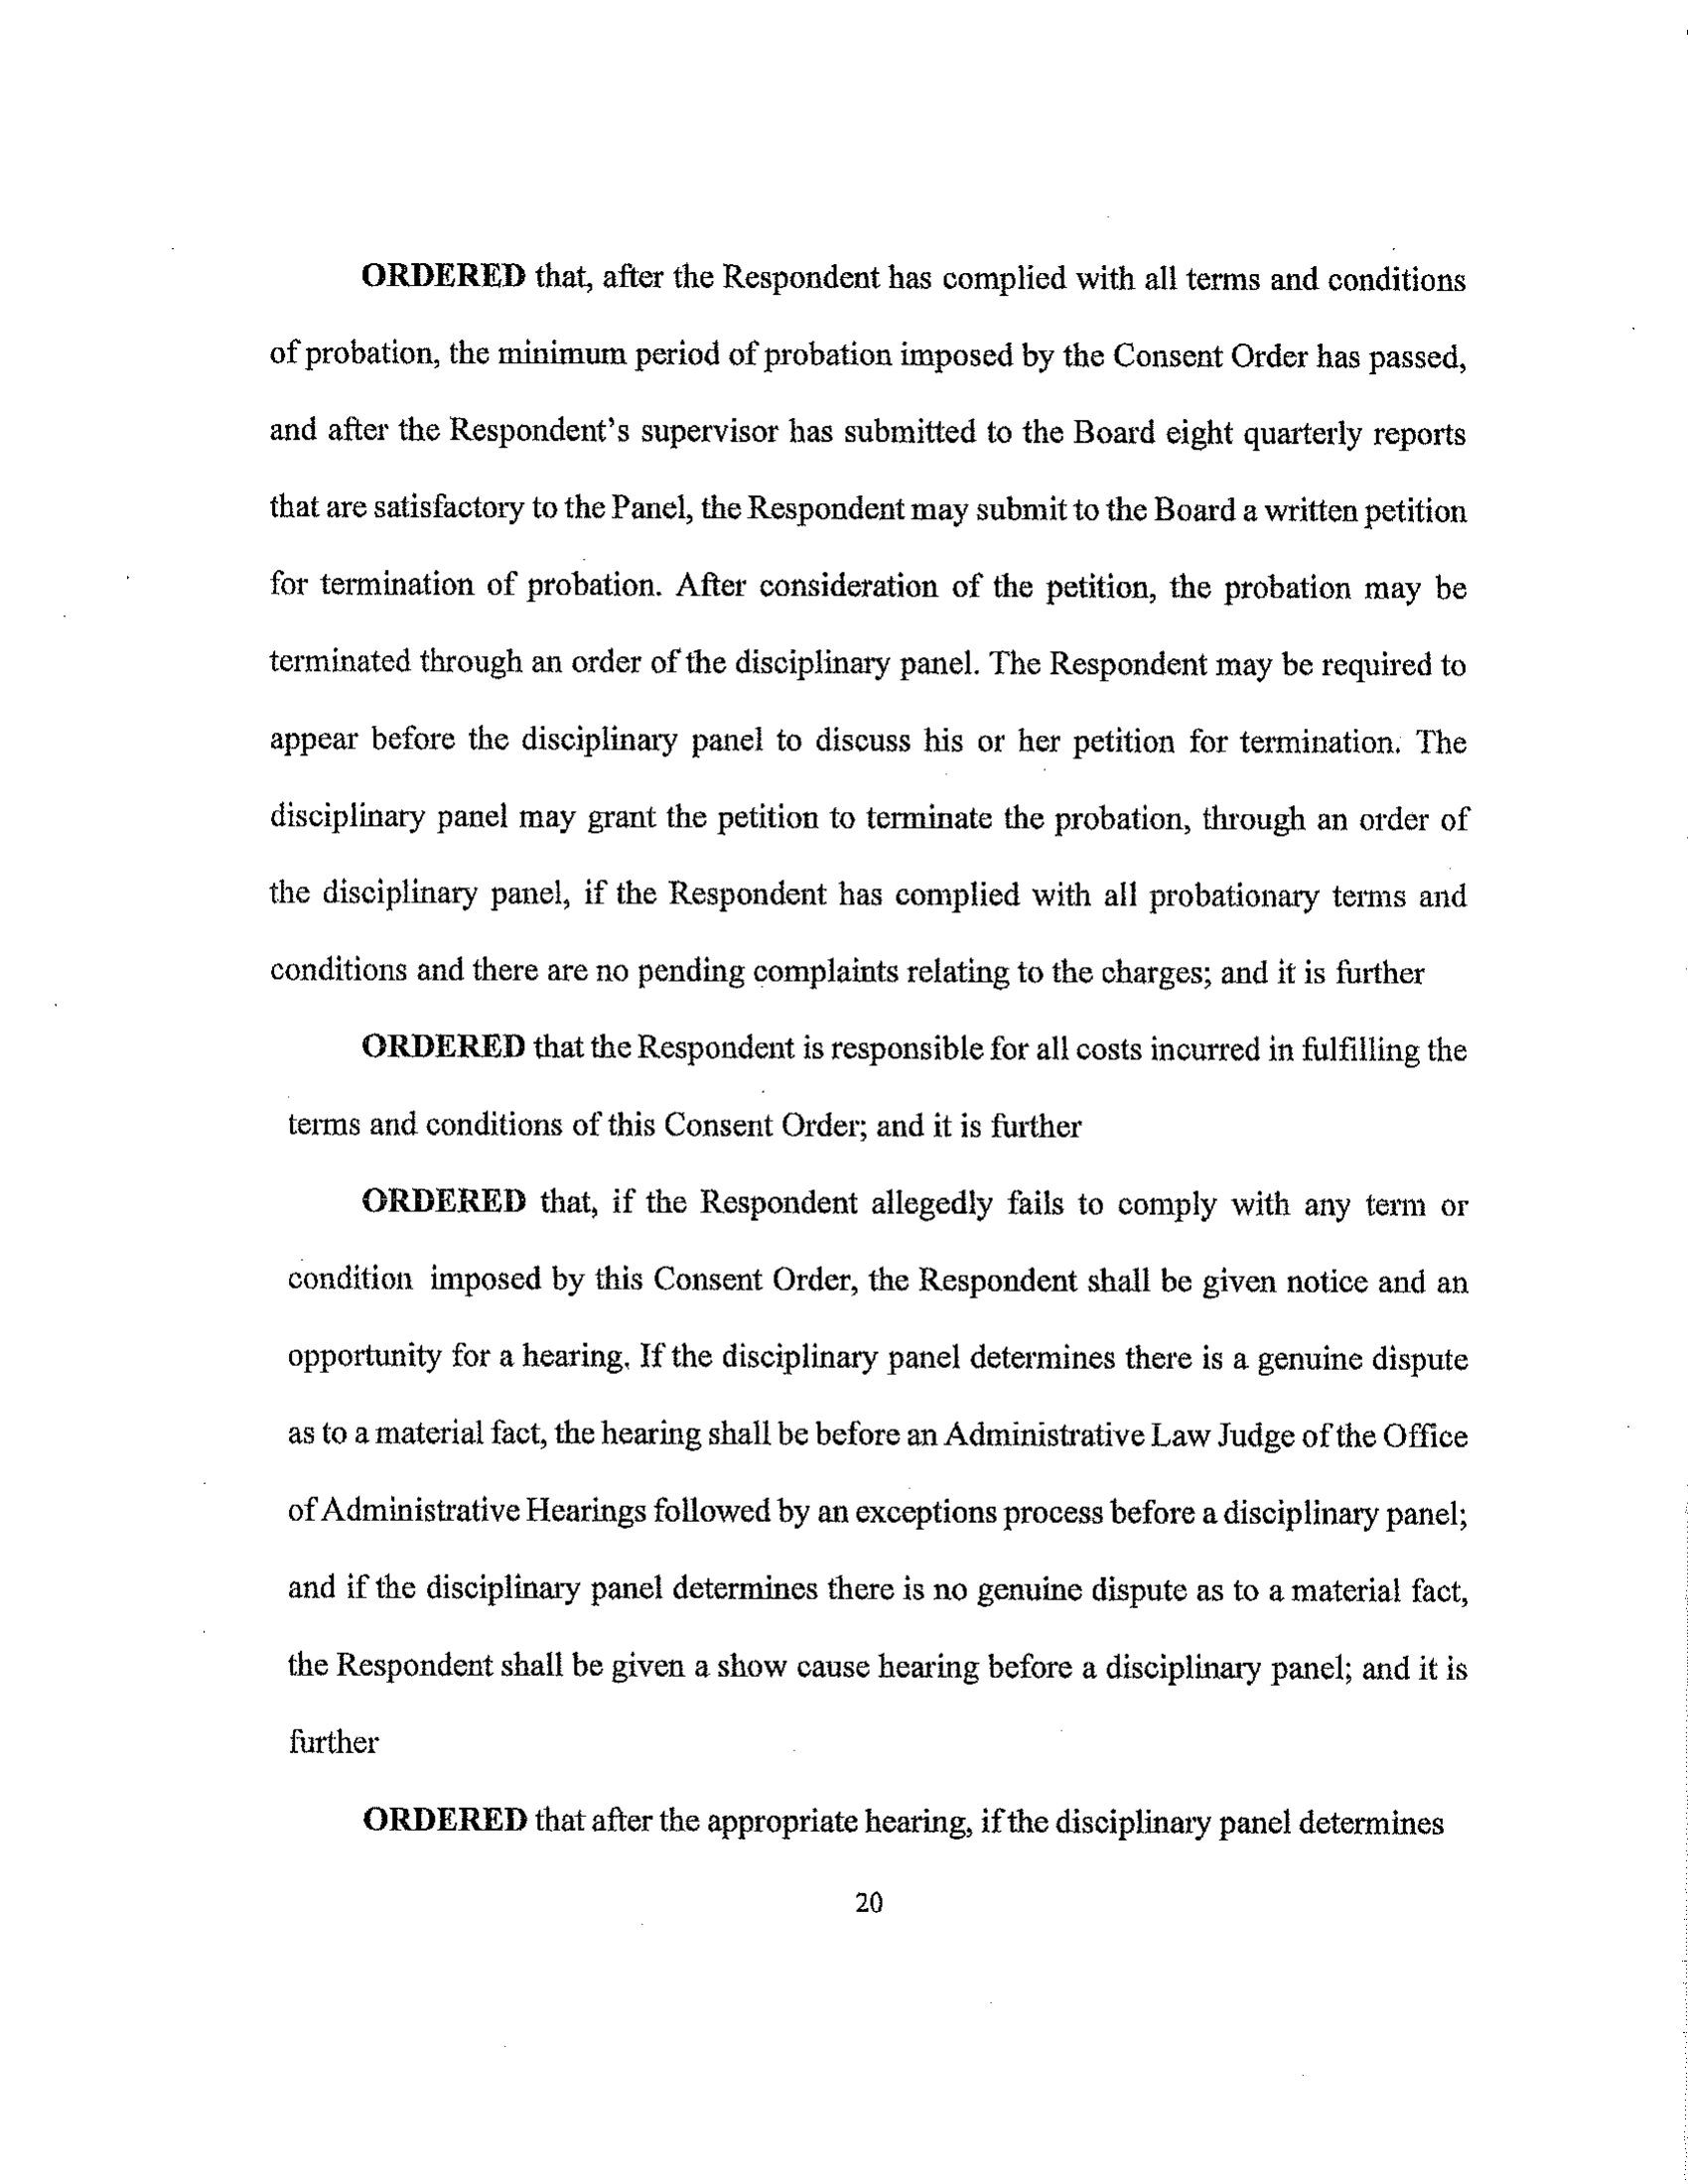 ORDERED that, after the Respondent has complied with all terms and conditions
of probation, the minimum period of probation imposed by the Consent Order has passed,
and after the Respondent's supervisor has submitted to the Board eight quarterly reports
that are satisfactory to the Panel, the Respondent may submit to the Board a written petition
for termination of probation. After consideration of the petition, the probation may be
terminated through an order of the disciplinary panel. The Respondent may be required to
appear before the disciplinary panel to discuss his or her petition for termination. The
disciplinary panel may grant the petition to terminate the probation, through an order of
the disciplinary panel, if the Respondent has complied with all probationary terms and
conditions and there are no pending complaints relating to the charges; and it is further
ORDERED that the Respondent is responsible for all costs incurred in fulfilling the
terms and conditions of this Consent Order; and it is further
ORDERED that, if the Respondent allegedly fails to comply with any term or
condition imposed by this Consent Order, the Respondent shall be given notice and an
opportunity for a hearing. If the disciplinary panel determines there is a genuine dispute
as to a material fact, the hearing shall be before an Administrative Law Judge of the Office
of Administrative Hearings followed by an exceptions process before a disciplinary panel;
and if the disciplinary panel determines there is no genuine dispute as to a material fact,
the Respondent shall be given a show cause hearing before a disciplinary panel; and it is
further
ORDERED that after the appropriate hearing, if the disciplinary panel determines
20